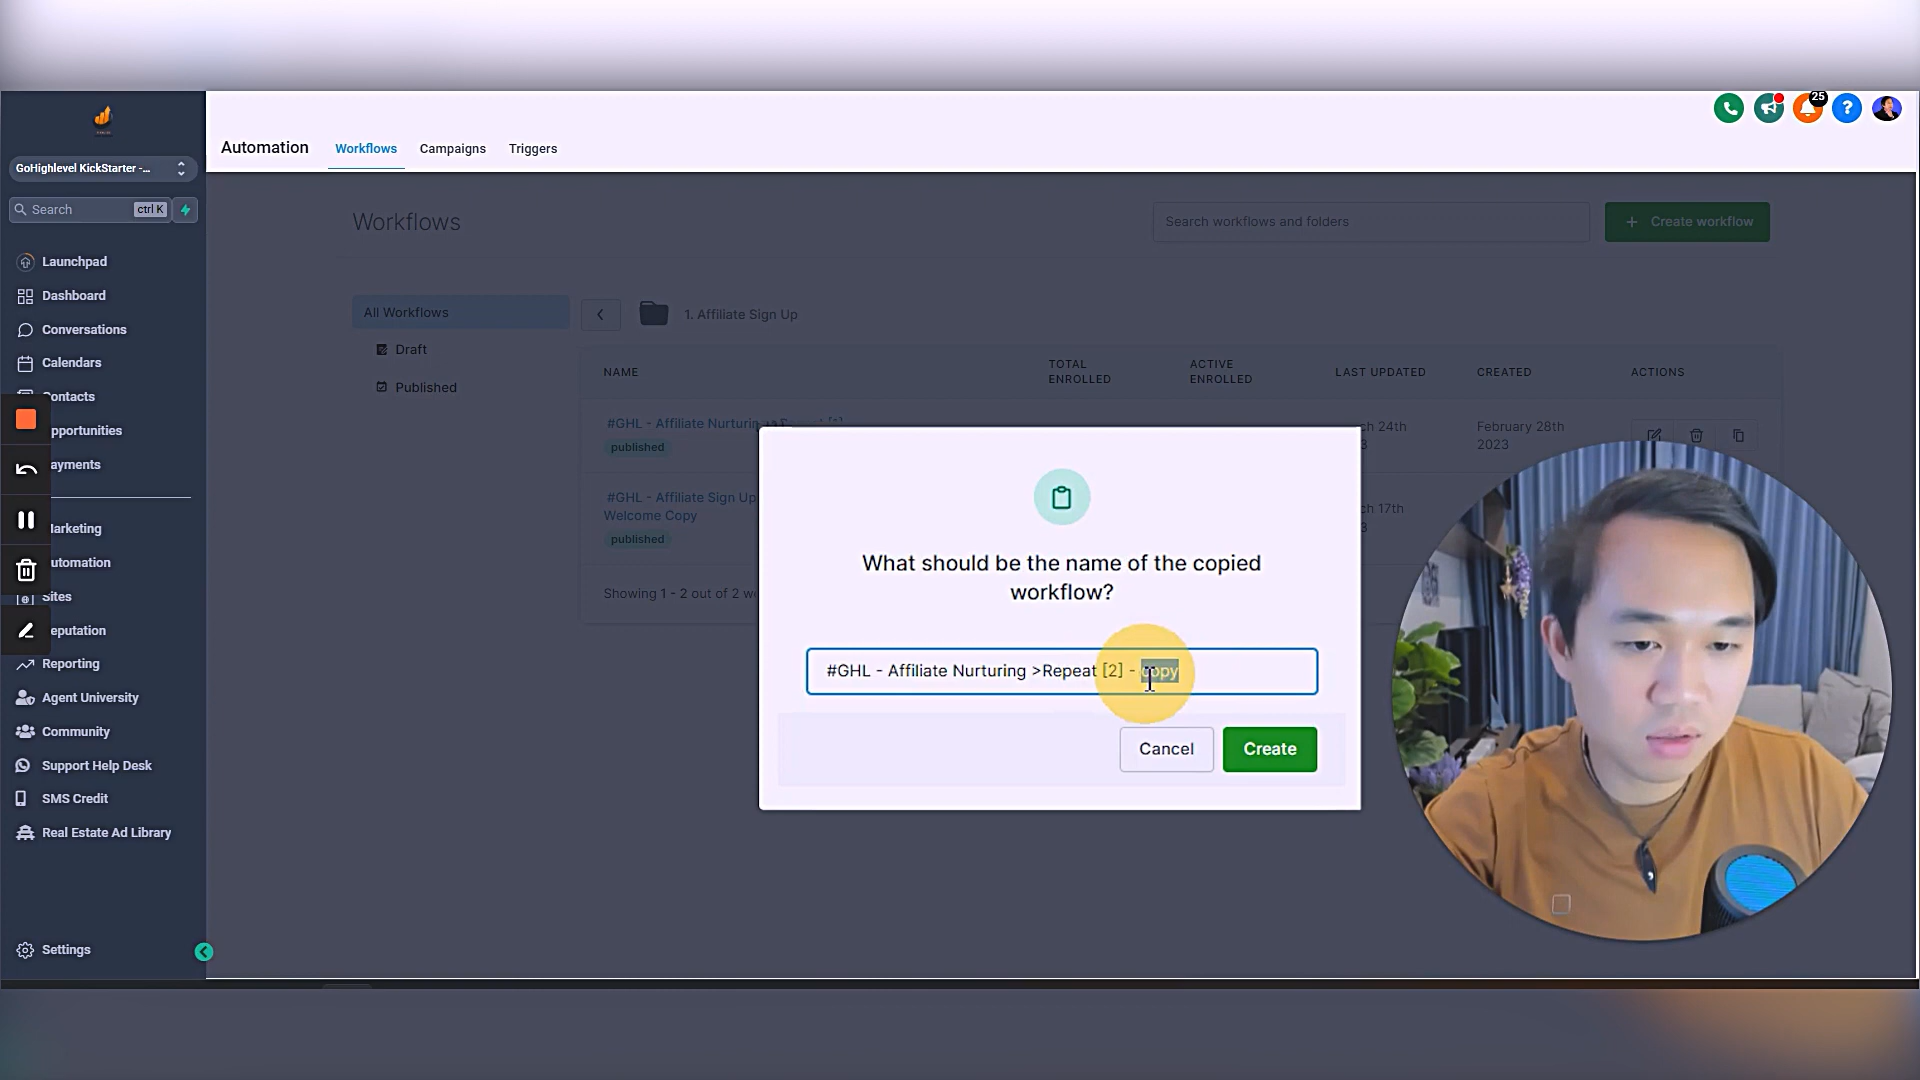 25
Automation
Workflows
Campaigns
Triggers
GoHighlevel KickStarter -...
Search
ctrl K
Launchpad
Dashboard
Conversations
Calendars
ontacts
pportunities
ayments
arketing
utomation
Sites
eputation
Reporting
Agent University
Community
Support Help Desk
SMS Credit
Real Estate Ad Library
Settings
Workflows
Search workflows and folders
+ Create workflow
All Workflows
Draft
Published
1. Affiliate Sign Up
NAME
TOTAL
ENROLLED
ACTIVE
ENROLLED
LAST UPDATED
CREATED
ACTIONS
#GHL - Affiliate Nurturin
published
ch 24th
3
February 28th
2023
#GHL - Affiliate Sign Up
Welcome Copy
published
ch 17th
3
Showing 1 - 2 out of 2 w
What should be the name of the copied
workflow?
#GHL - Affiliate Nurturing >Repeat [2] - copy
Cancel
Create